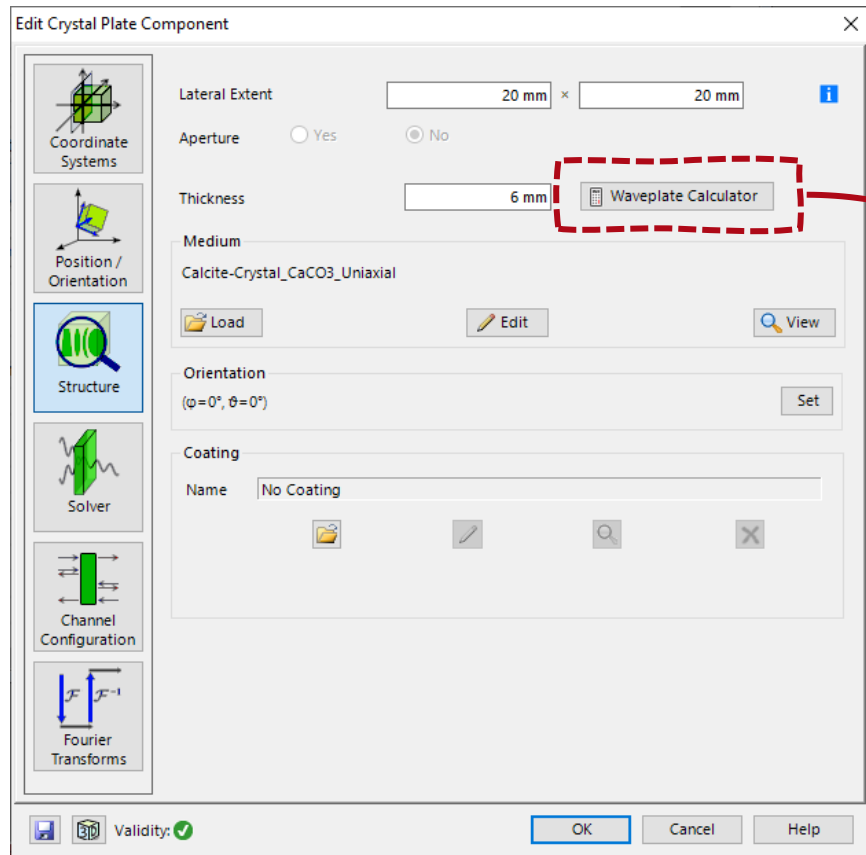 Edit Crystal Plate Component
Coordinate
Systems
Position /
Orientation
Structure
Solver
Channel
Configuration
F F⁻¹
Fourier
Transforms
Lateral Extent 20 mm × 20 mm i
Aperture Yes No
Thickness 6 mm Waveplate Calculator
Medium
Calcite-Crystal_CaCO3_Uniaxial
Load Edit View
Orientation
(φ=0°, ϑ=0°) Set
Coating
Name No Coating
3D Validity: OK Cancel Help